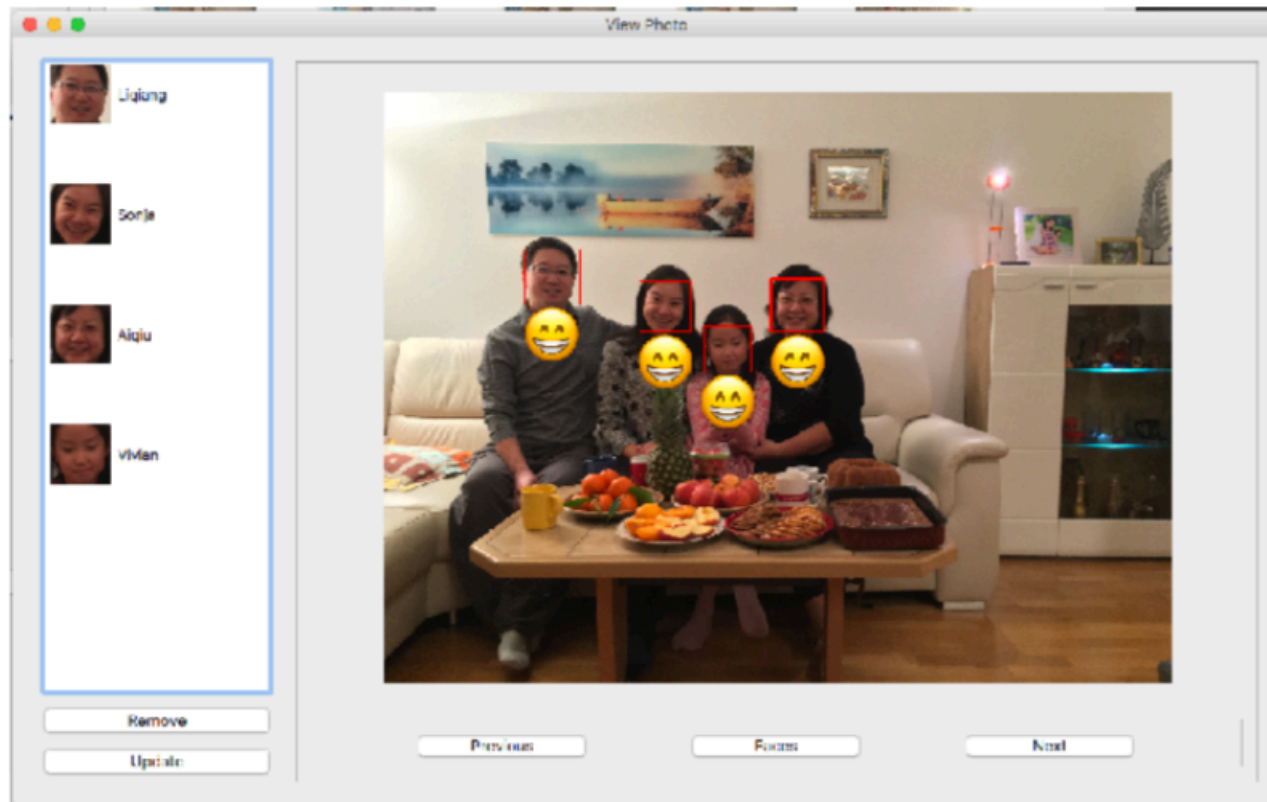 View Photo
Liqiang
Sonja
Aiqiu
Vivian
Remove
Update
Previous
Faces
Next